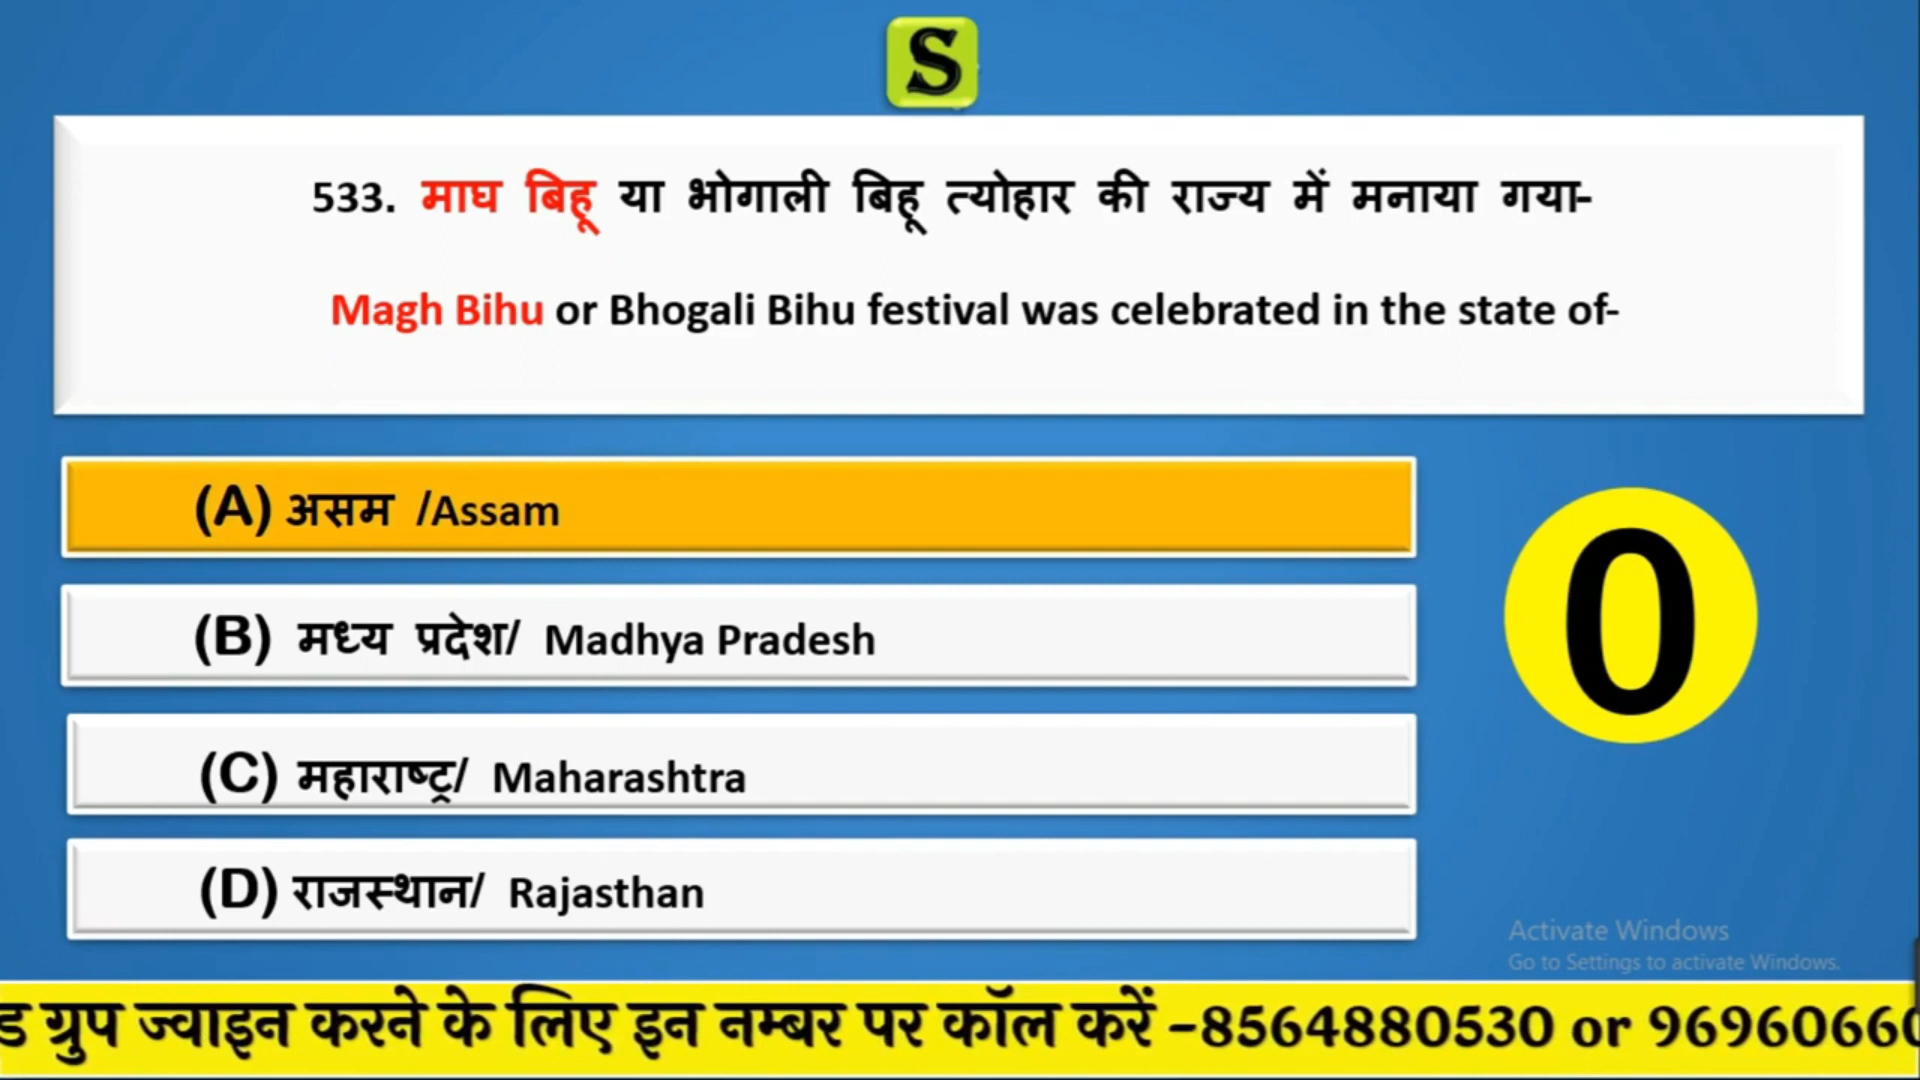 S
533. माघ बिहू या भोगाली बिहू त्योहार की राज्य में मनाया गया-
Magh Bihu or Bhogali Bihu festival was celebrated in the state of-
(A) असम /Assam
0
(B) मध्य प्रदेश/ Madhya Pradesh
(C) महाराष्ट्र/ Maharashtra
(D) राजस्थान/ Rajasthan
Activate Windows
Go to Settings to activate Windows.
ग्रुप ज्वाइन करने के लिए इन नम्बर पर कॉल करें -8564880530 or 96960660